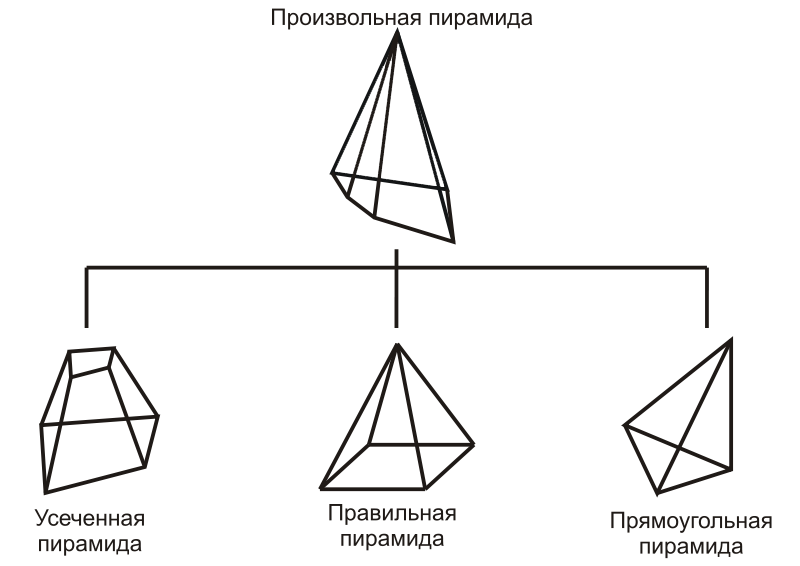 Произвольная пирамида
Усеченная
пирамида
Правильная
пирамида
Прямоугольная
пирамида